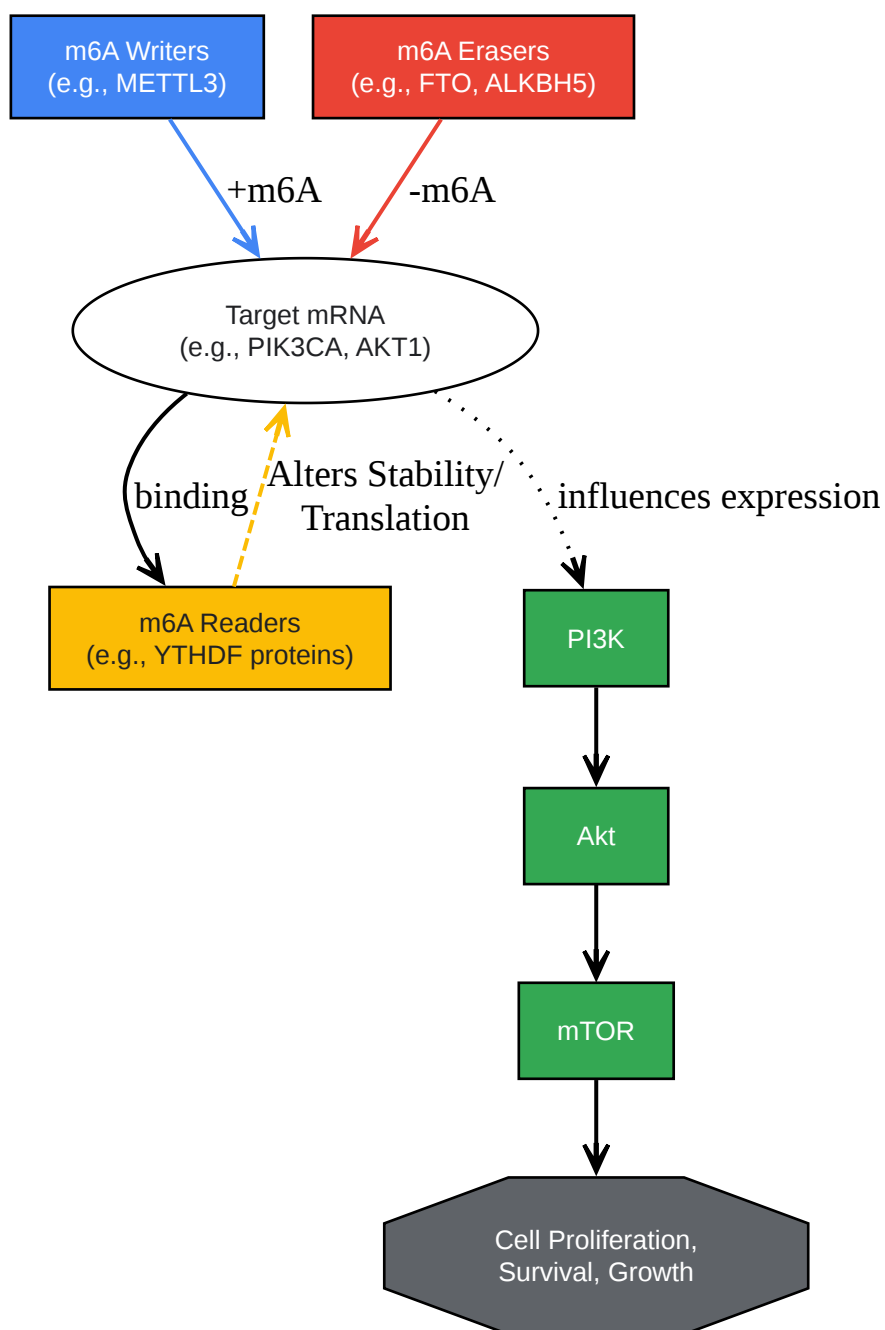 m6A Writers
(e.g., METTL3)
m6A Erasers
(e.g., FTO, ALKBH5)
+m6A
-m6A
Target mRNA
(e.g., PIK3CA, AKT1)
binding
Alters Stability/
Translation
influences expression
m6A Readers
(e.g., YTHDF proteins)
PI3K
Akt
mTOR
Cell Proliferation,
Survival, Growth